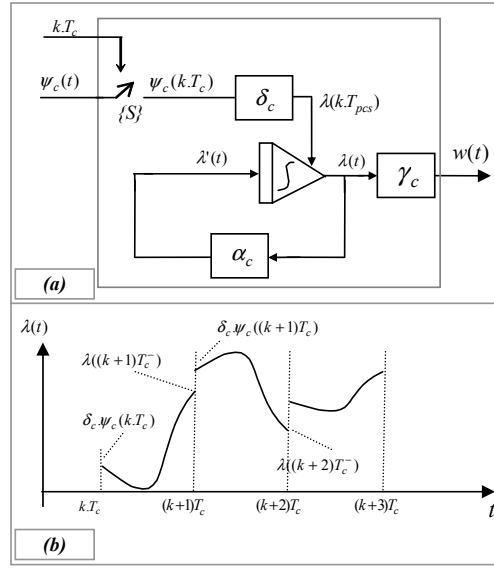 k.T_c
ψ_c(t)
{S}
ψ_c(k.T_c)
δ_c
λ(k.T_pcs)
λ'(t)
∫
λ(t)
γ_c
w(t)
α_c
(a)
λ(t)
δ_c.ψ_c((k+1)T_c)
λ((k+1)T_c^-)
δ_c.ψ_c(k.T_c)
λ((k+2)T_c^-)
k.T_c (k+1)T_c (k+2)T_c (k+3)T_c t
(b)